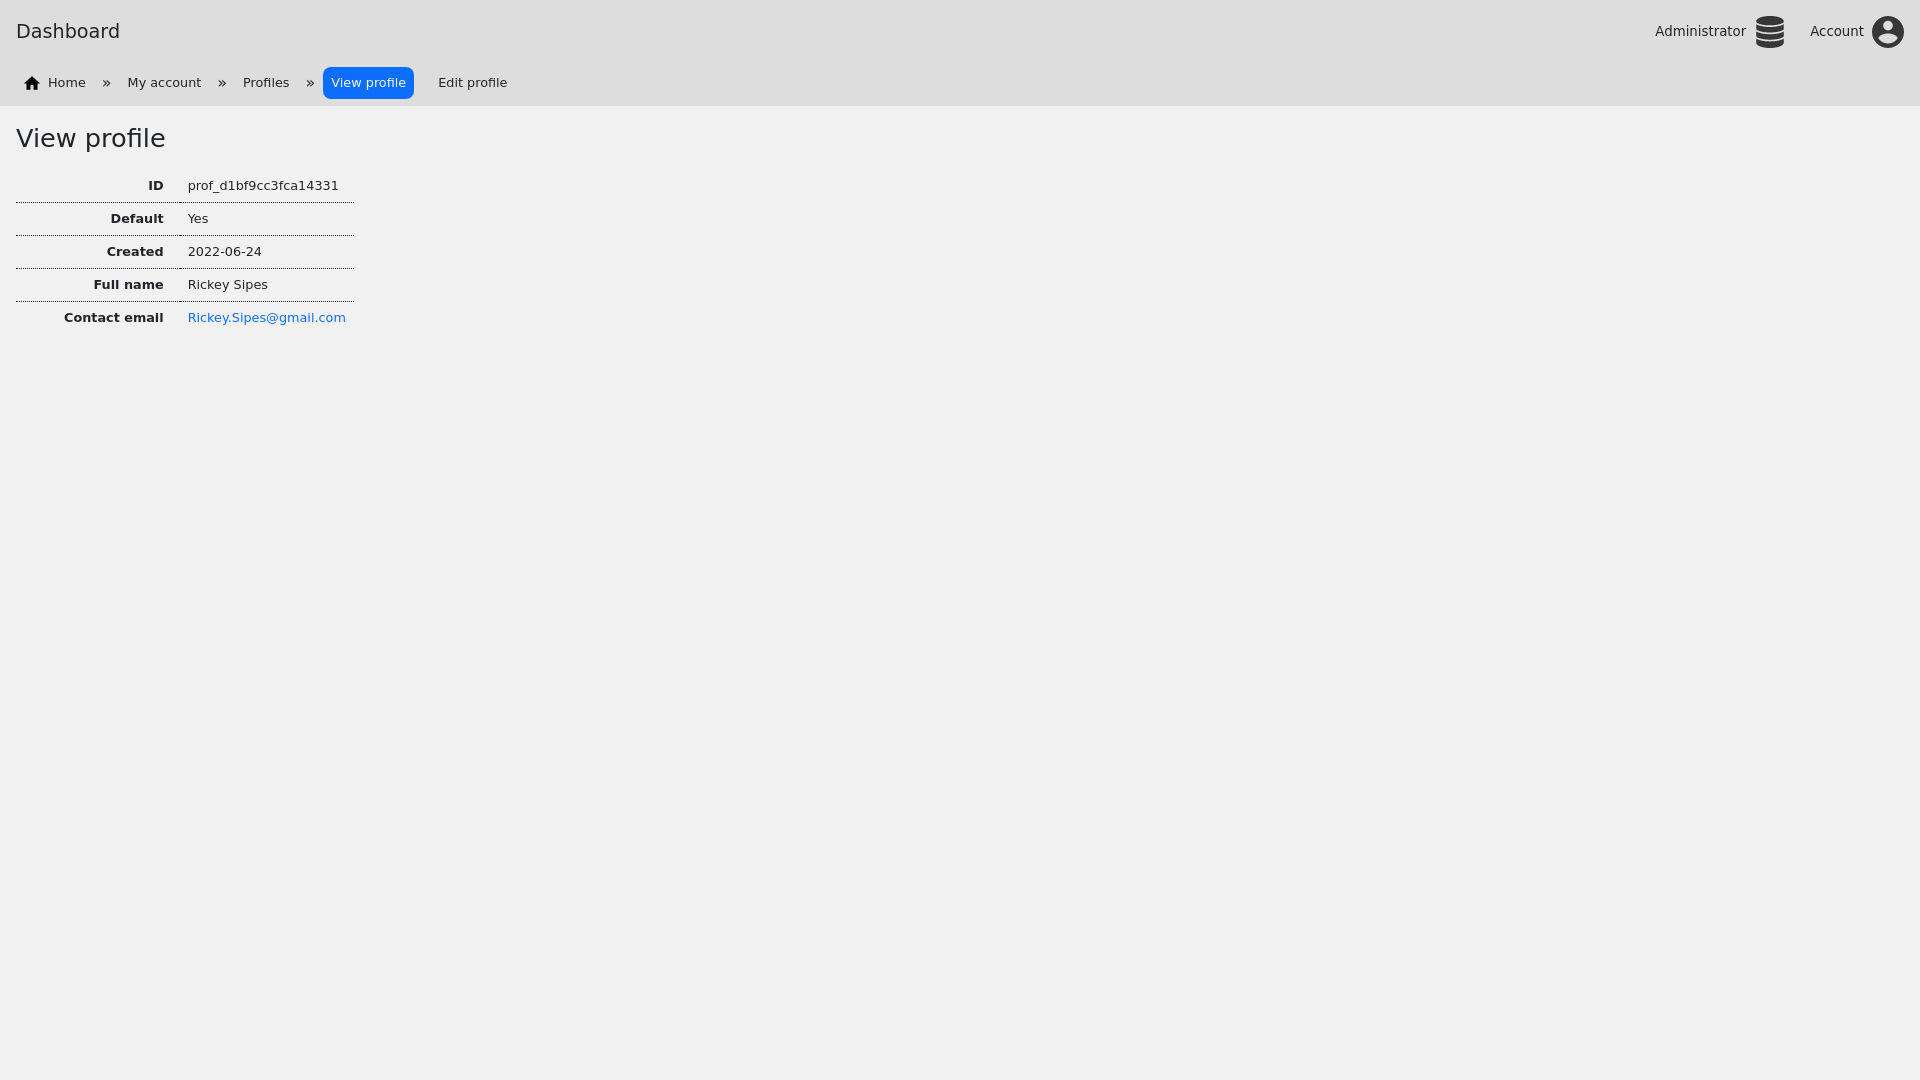 Dashboard
Administrator
Account
Home » My account » Profiles » View profile Edit profile
View profile
ID prof_d1bf9cc3fca14331
Default Yes
Created 2022-06-24
Full name Rickey Sipes
Contact email Rickey.Sipes@gmail.com